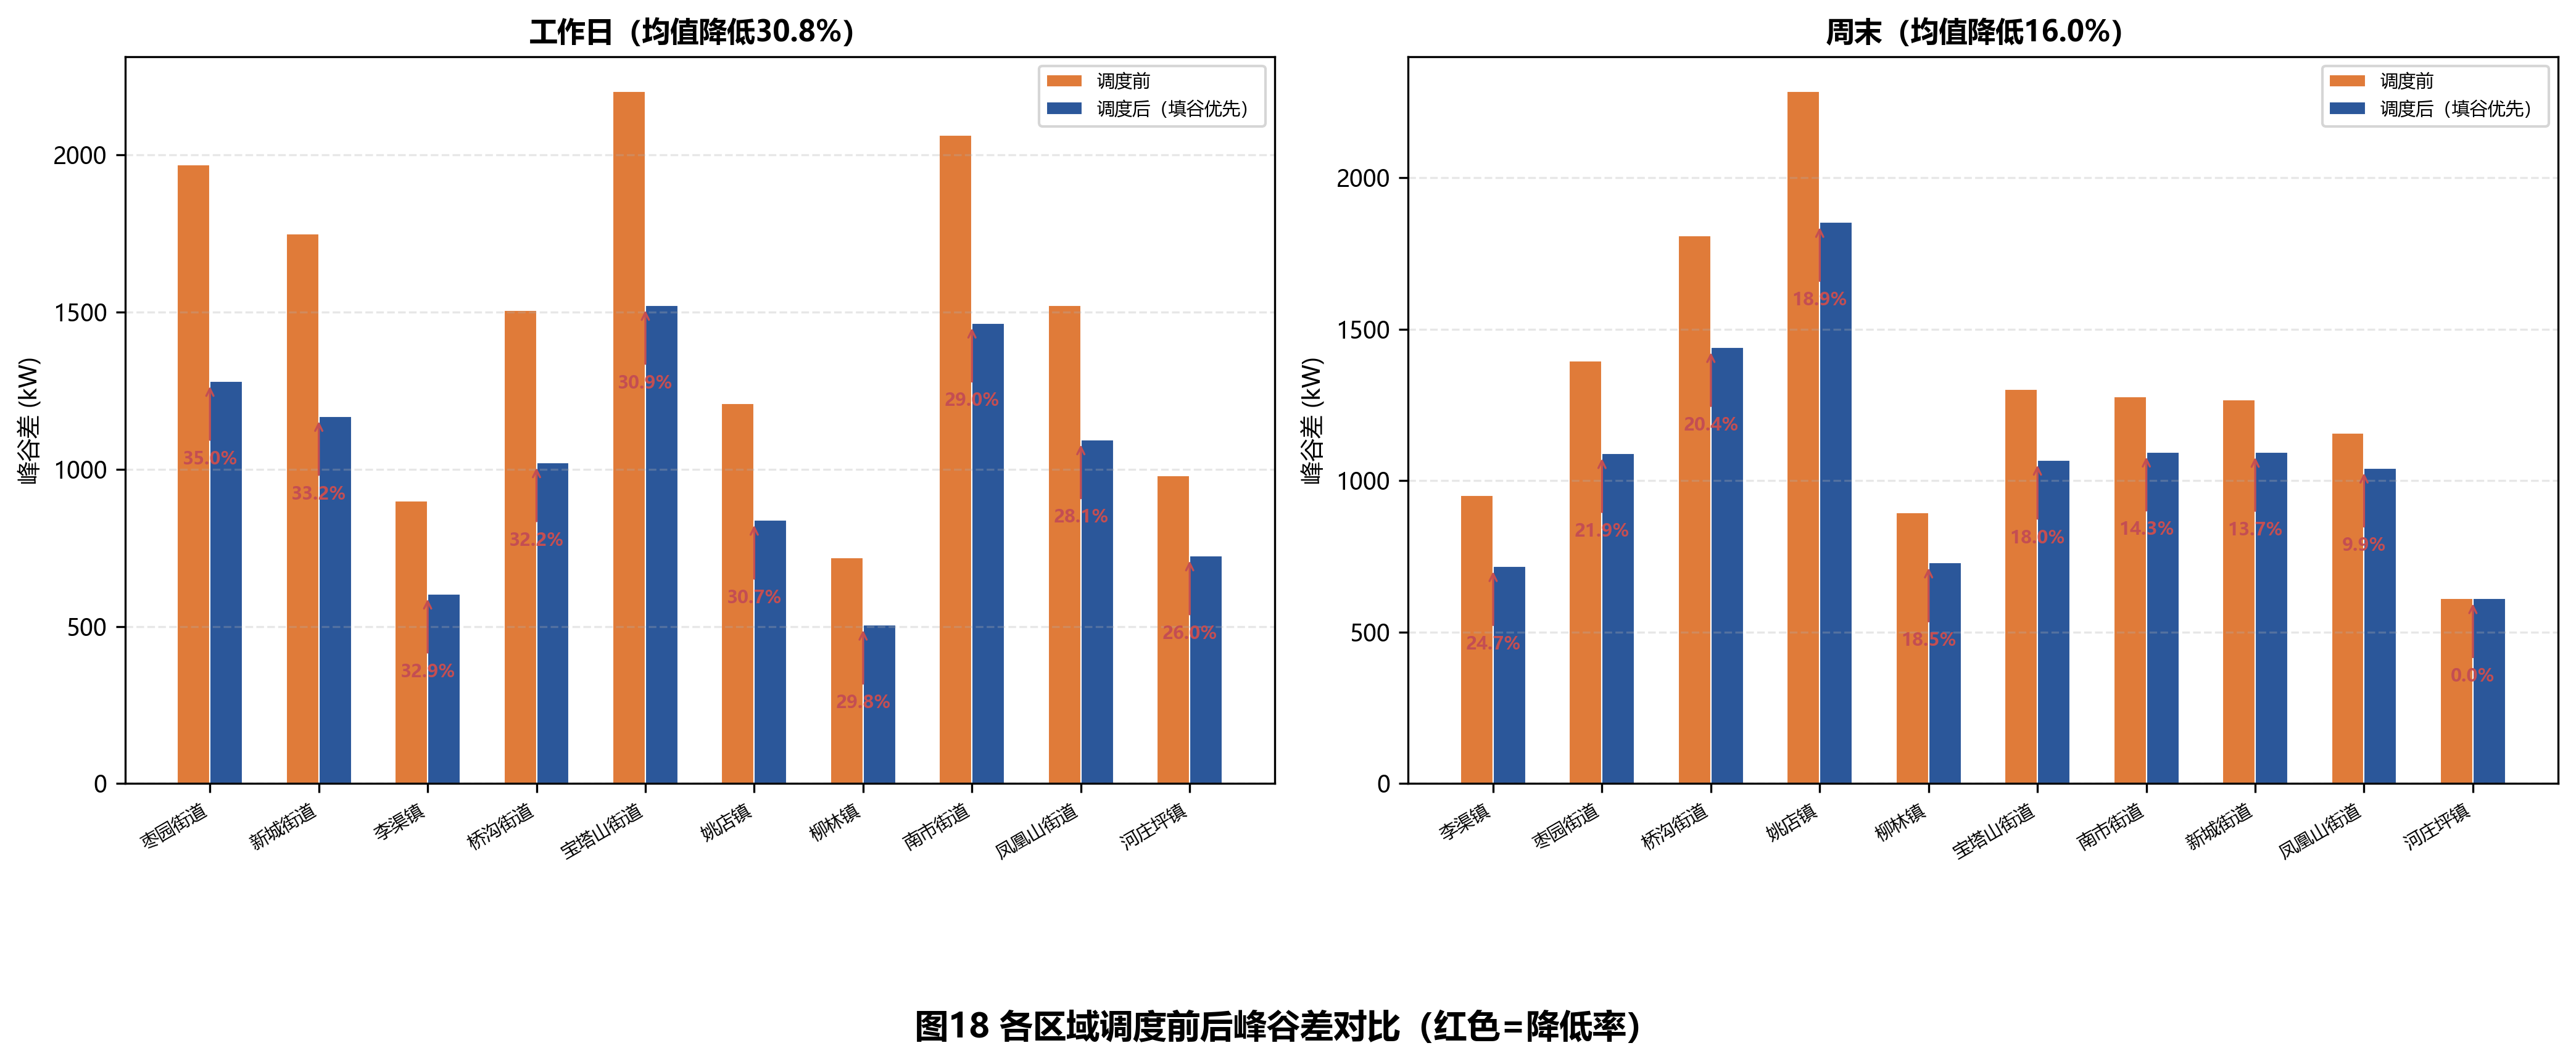 工作日（均值降低30.8%）
调度前
调度后（填谷优先）
峰谷差 (kW)
2000
1500
1000
500
0
35.0%
33.2%
32.9%
32.2%
30.9%
30.7%
29.8%
29.0%
28.1%
26.0%
枣园街道
新城街道
李渠镇
桥沟街道
宝塔山街道
姚店镇
柳林镇
南市街道
凤凰山街道
河庄坪镇
周末（均值降低16.0%）
调度前
调度后（填谷优先）
峰谷差 (kW)
2000
1500
1000
500
0
24.7%
21.9%
20.4%
18.9%
18.5%
18.0%
14.3%
13.7%
9.9%
0.0%
李渠镇
枣园街道
桥沟街道
姚店镇
柳林镇
宝塔山街道
南市街道
新城街道
凤凰山街道
河庄坪镇
图18 各区域调度前后峰谷差对比（红色=降低率）